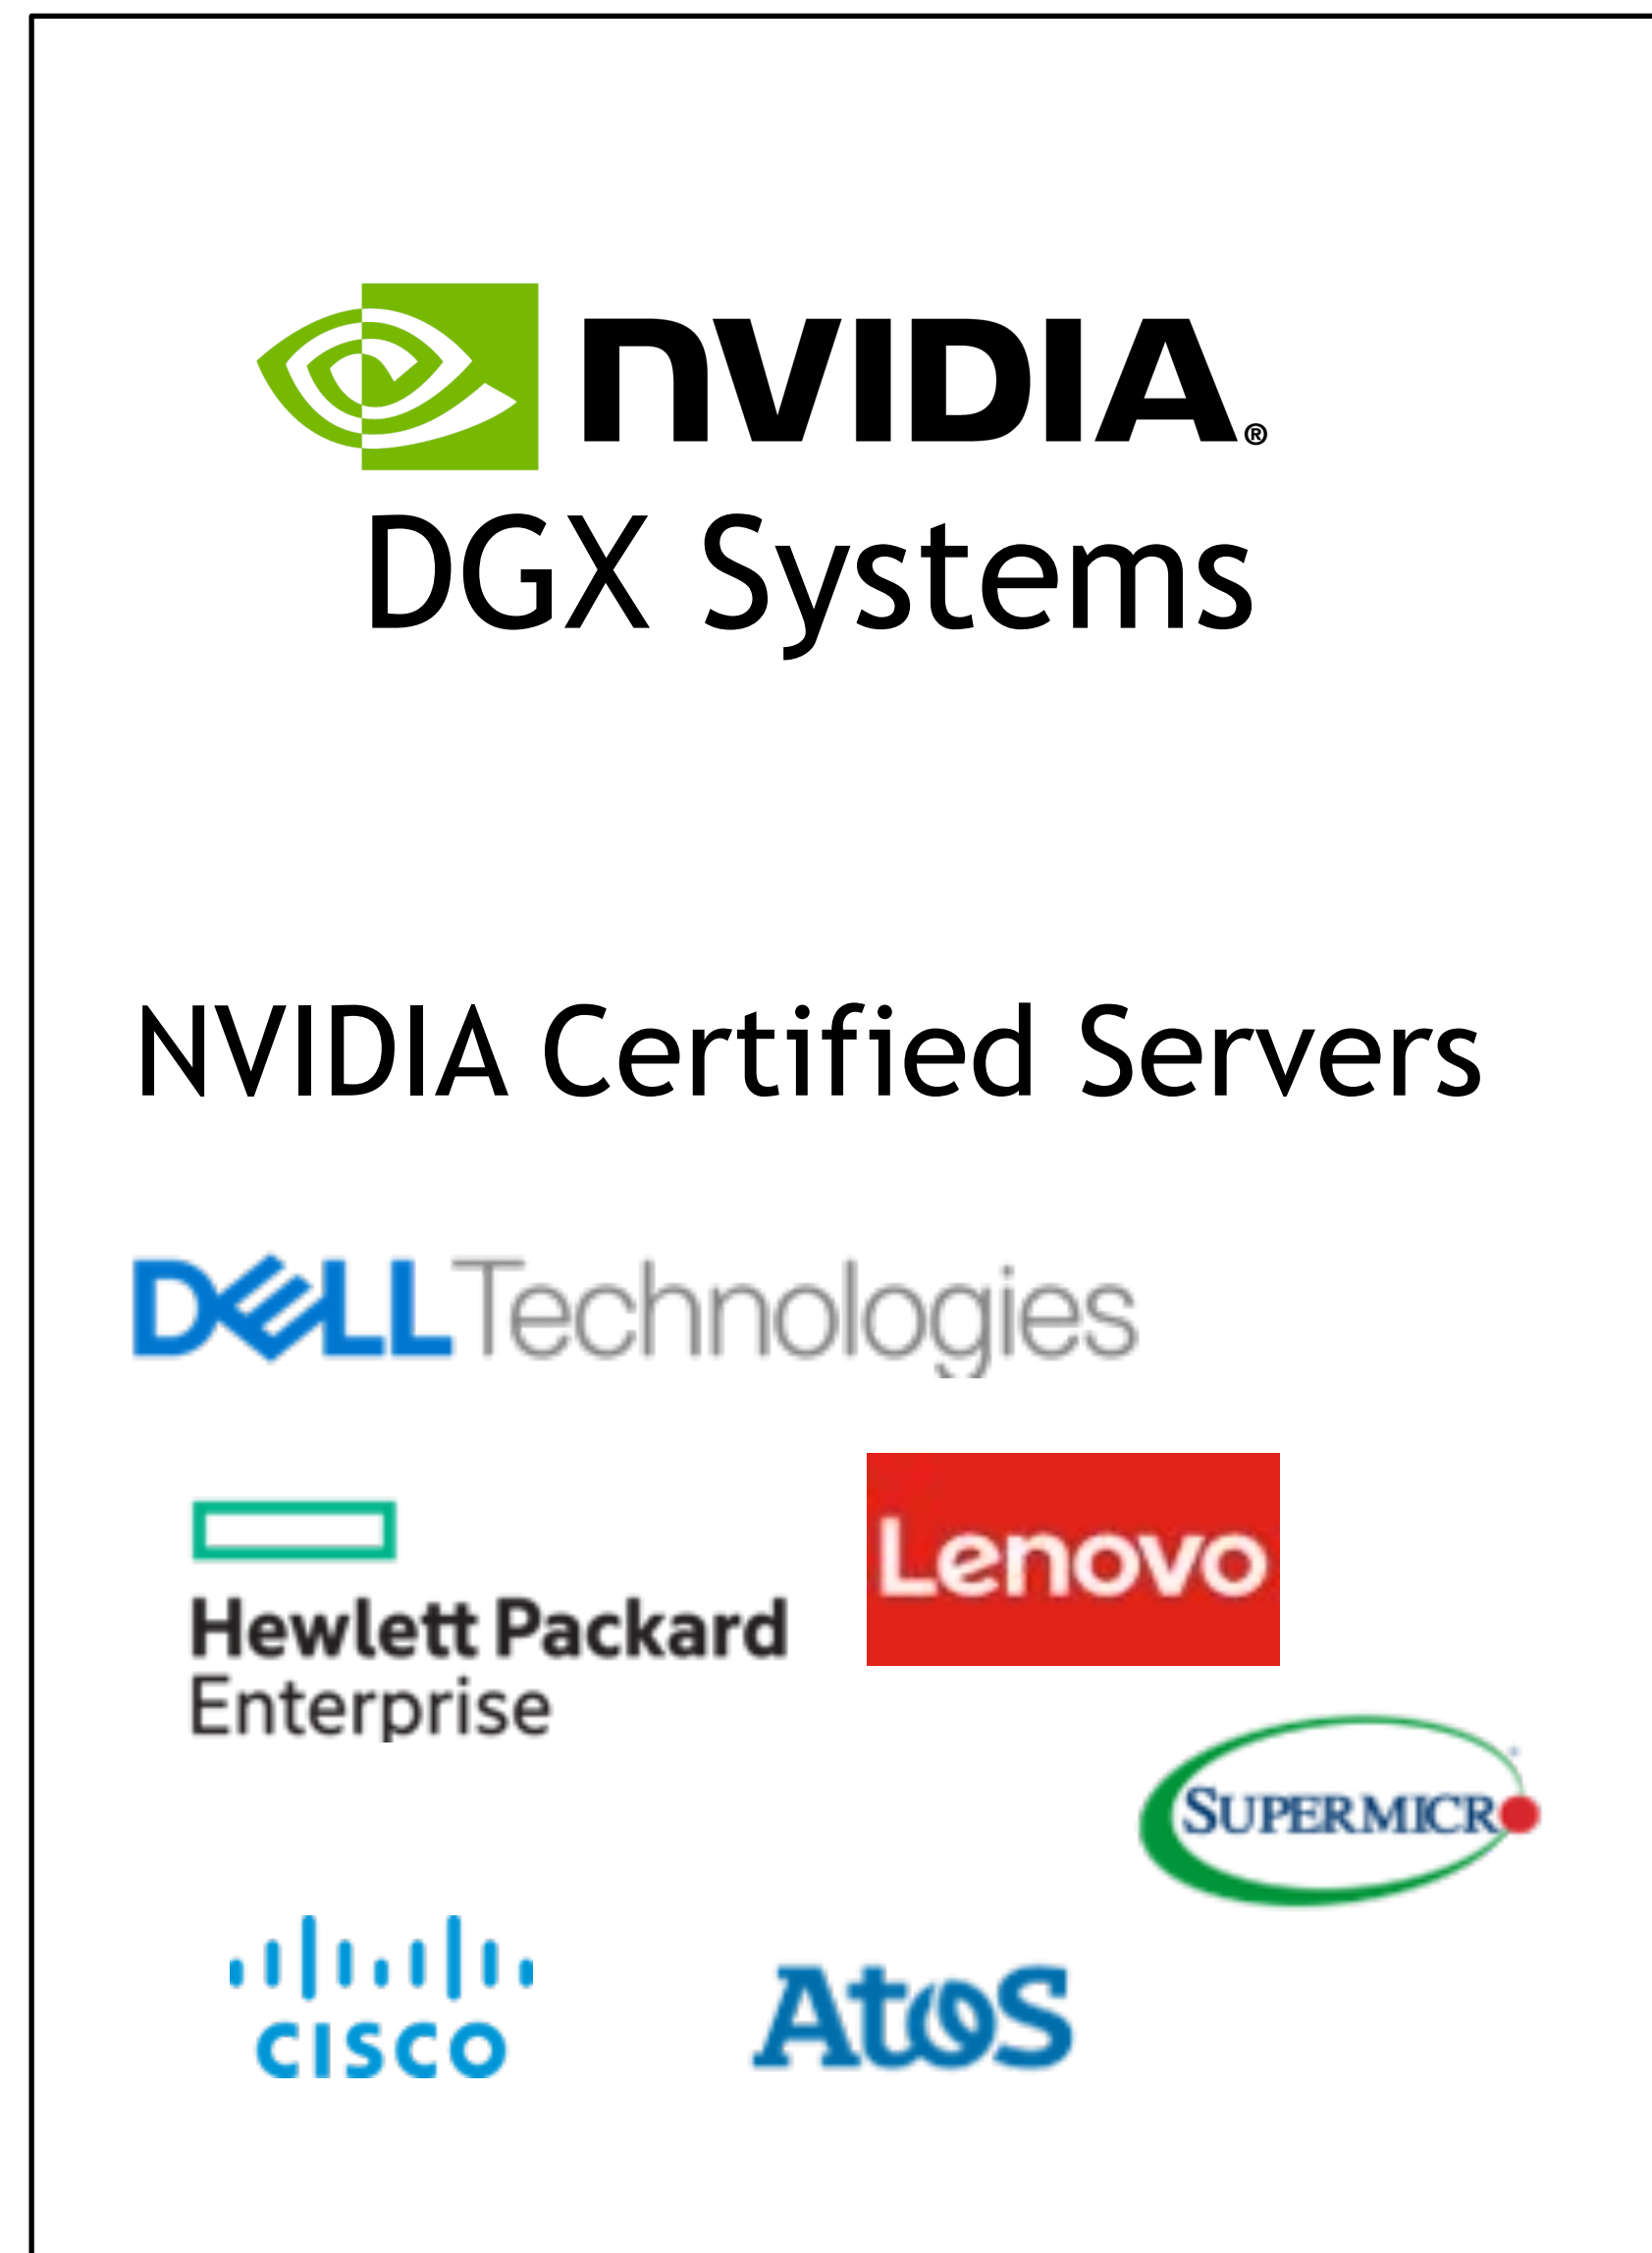 NVIDIA®
DGX Systems
NVIDIA Certified Servers
DELL Technologies
Lenovo
Hewlett Packard
Enterprise
SUPERMICRO
CISCO
Atos